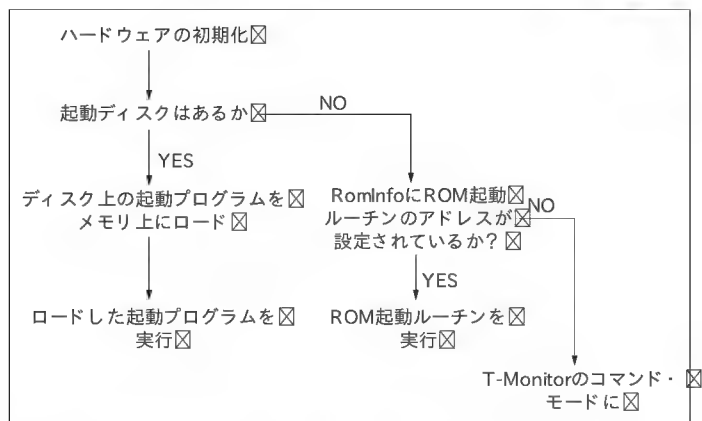 ハードウェアの初期化
起動ディスクはあるか
NO
YES
ディスク上の起動プログラムを
メモリ上にロード
RomInfoにROM起動
ルーチンのアドレスが
設定されているか?
NO
YES
ロードした起動プログラムを
実行
ROM起動ルーチンを
実行
T-Monitorのコマンド・
モードに